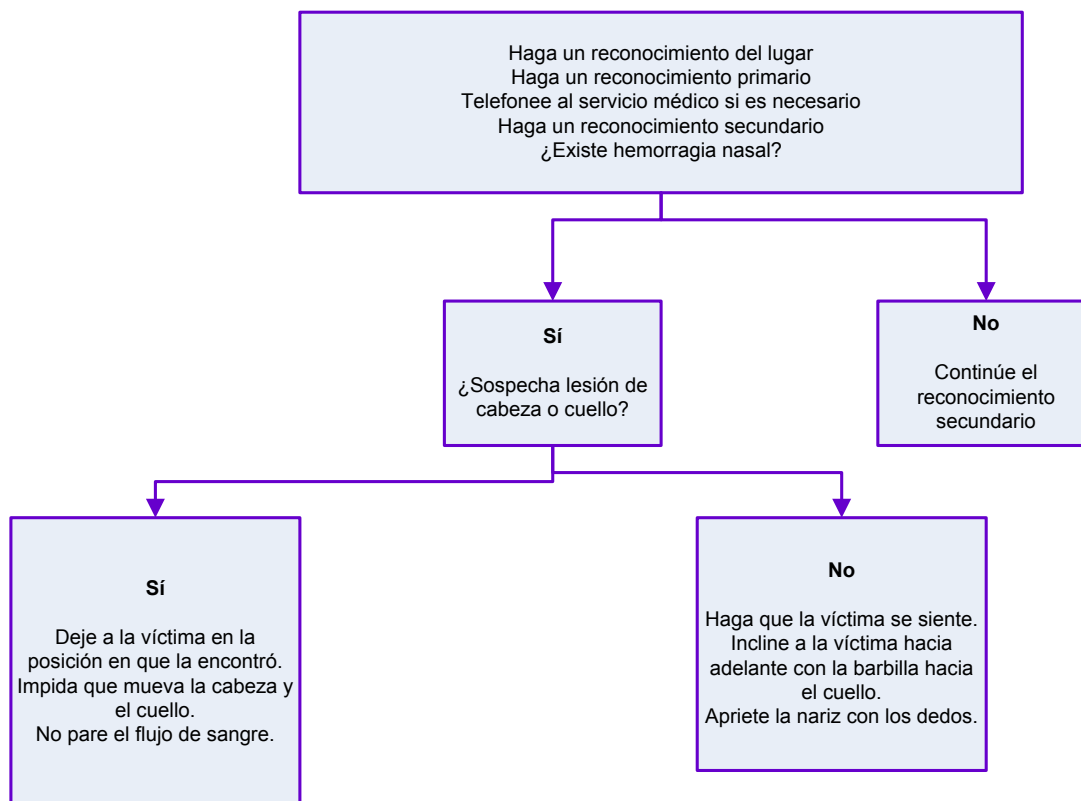 Haga un reconocimiento del lugar
Haga un reconocimiento primario
Telefonee al servicio médico si es necesario
Haga un reconocimiento secundario
¿Existe hemorragia nasal?
Sí
¿Sospecha lesión de
cabeza o cuello?
No
Continúe el
reconocimiento
secundario
Sí
Deje a la víctima en la
posición en que la encontró.
Impida que mueva la cabeza y
el cuello.
No pare el flujo de sangre.
No
Haga que la víctima se siente.
Incline a la víctima hacia
adelante con la barbilla hacia
el cuello.
Apriete la nariz con los dedos.